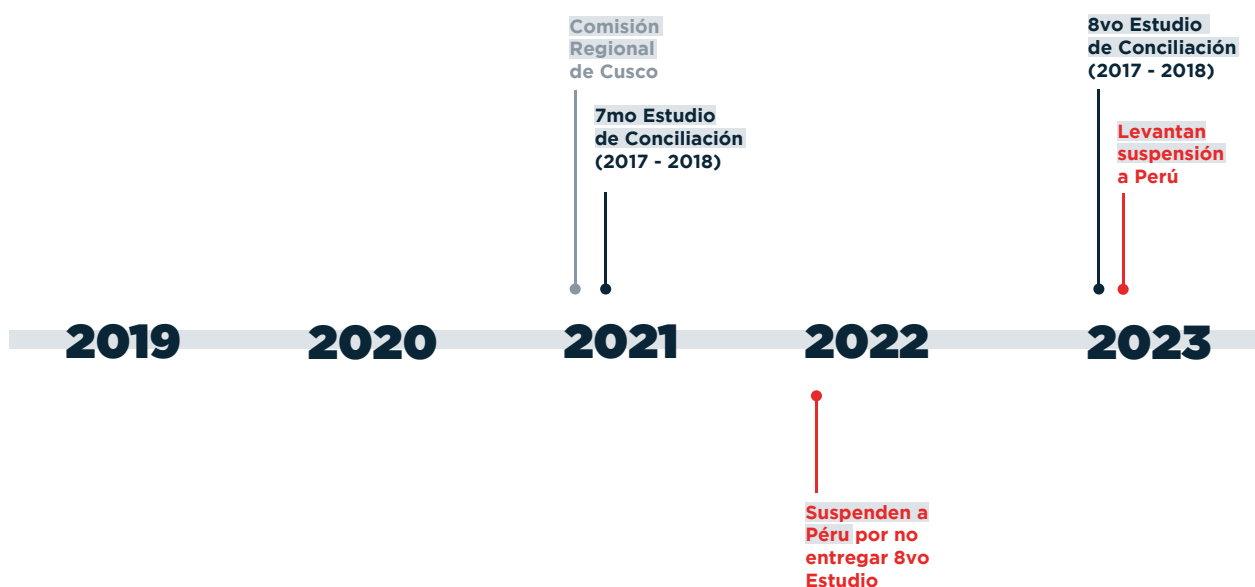 Comisión
Regional
de Cusco
7mo Estudio
de Conciliación
(2017 - 2018)
8vo Estudio
de Conciliación
(2017 - 2018)
Levantan
suspensión
a Perú
2019
2020
2021
2022
2023
Suspenden a
Péru por no
entregar 8vo
Estudio